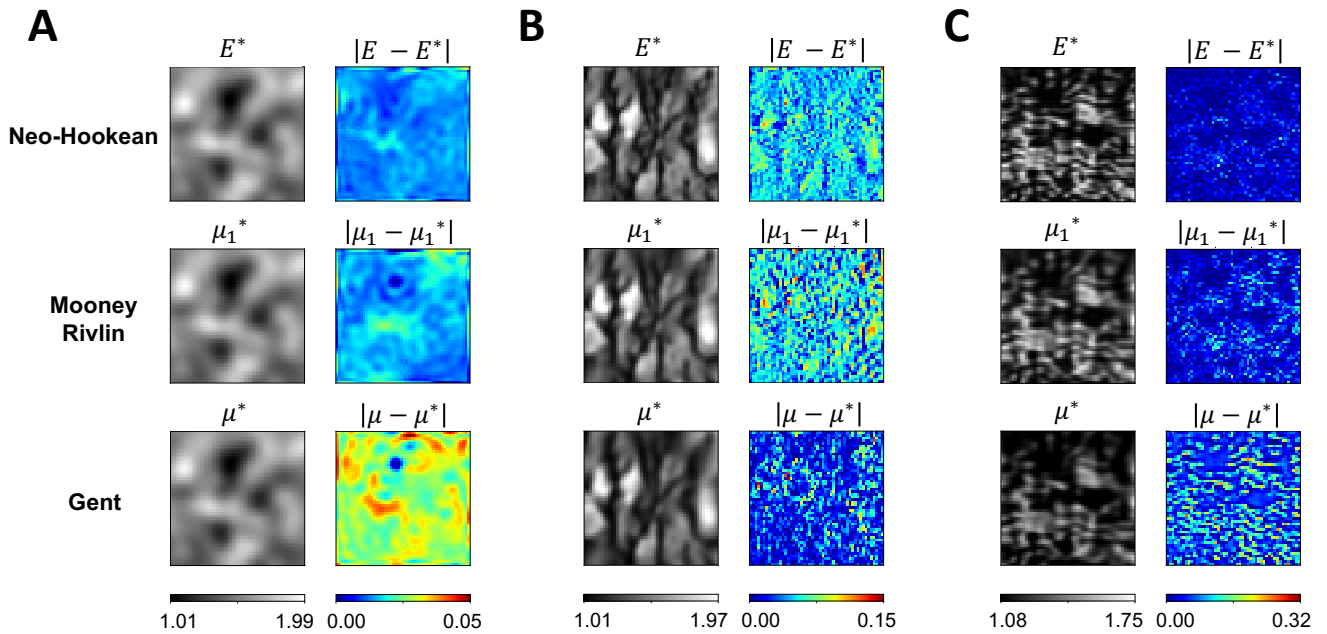 A B C
E* |E − E*| E* |E − E*| E* |E − E*|
Neo-Hookean
μ₁* |μ₁ − μ₁*| μ₁* |μ₁ − μ₁*| μ₁* |μ₁ − μ₁*|
Mooney
Rivlin
μ* |μ − μ*| μ* |μ − μ*| μ* |μ − μ*|
Gent
1.01 1.99 0.00 0.05 1.01 1.97 0.00 0.15 1.08 1.75 0.00 0.32